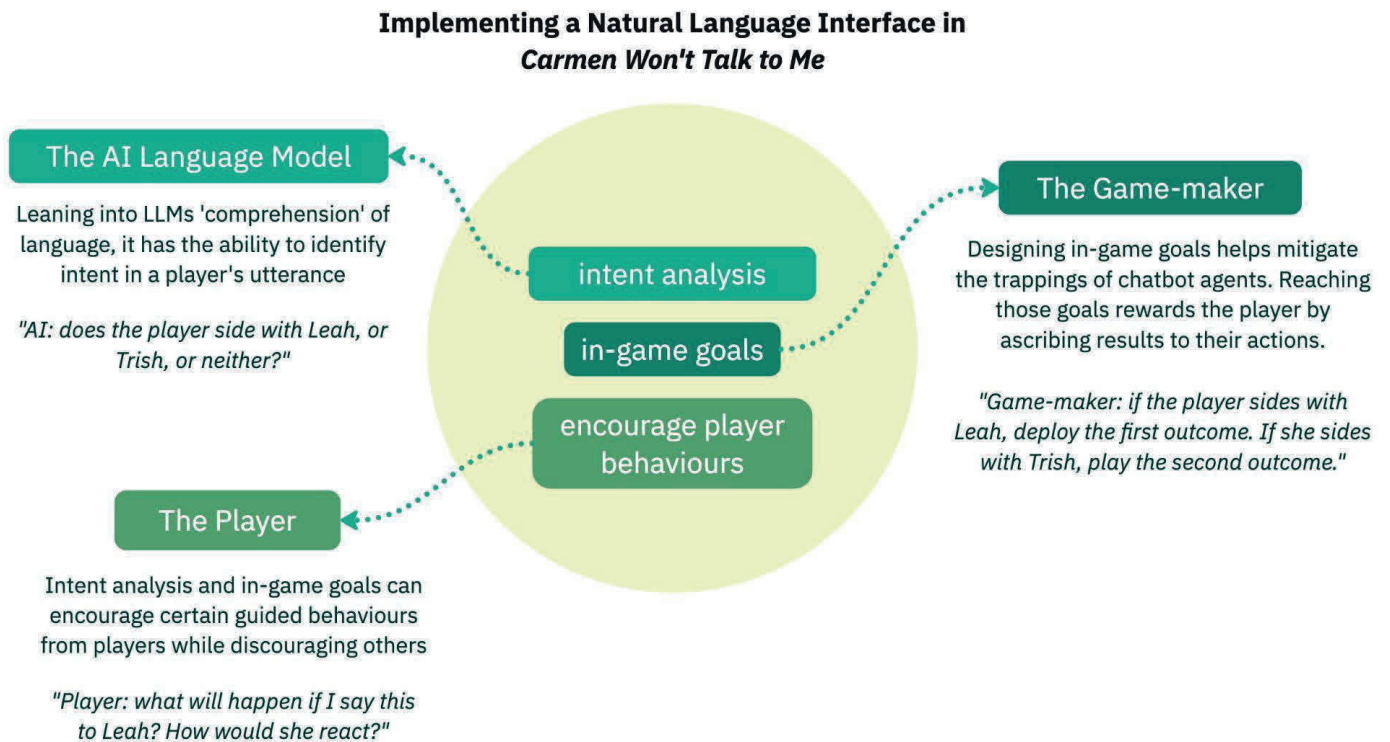 Implementing a Natural Language Interface in
Carmen Won't Talk to Me
The AI Language Model
Leaning into LLMs 'comprehension' of
language, it has the ability to identify
intent in a player's utterance
"AI: does the player side with Leah, or
Trish, or neither?"
intent analysis
in-game goals
encourage player
behaviours
The Game-maker
Designing in-game goals helps mitigate
the trappings of chatbot agents. Reaching
those goals rewards the player by
ascribing results to their actions.
"Game-maker: if the player sides with
Leah, deploy the first outcome. If she sides
with Trish, play the second outcome."
The Player
Intent analysis and in-game goals can
encourage certain guided behaviours
from players while discouraging others
"Player: what will happen if I say this
to Leah? How would she react?"